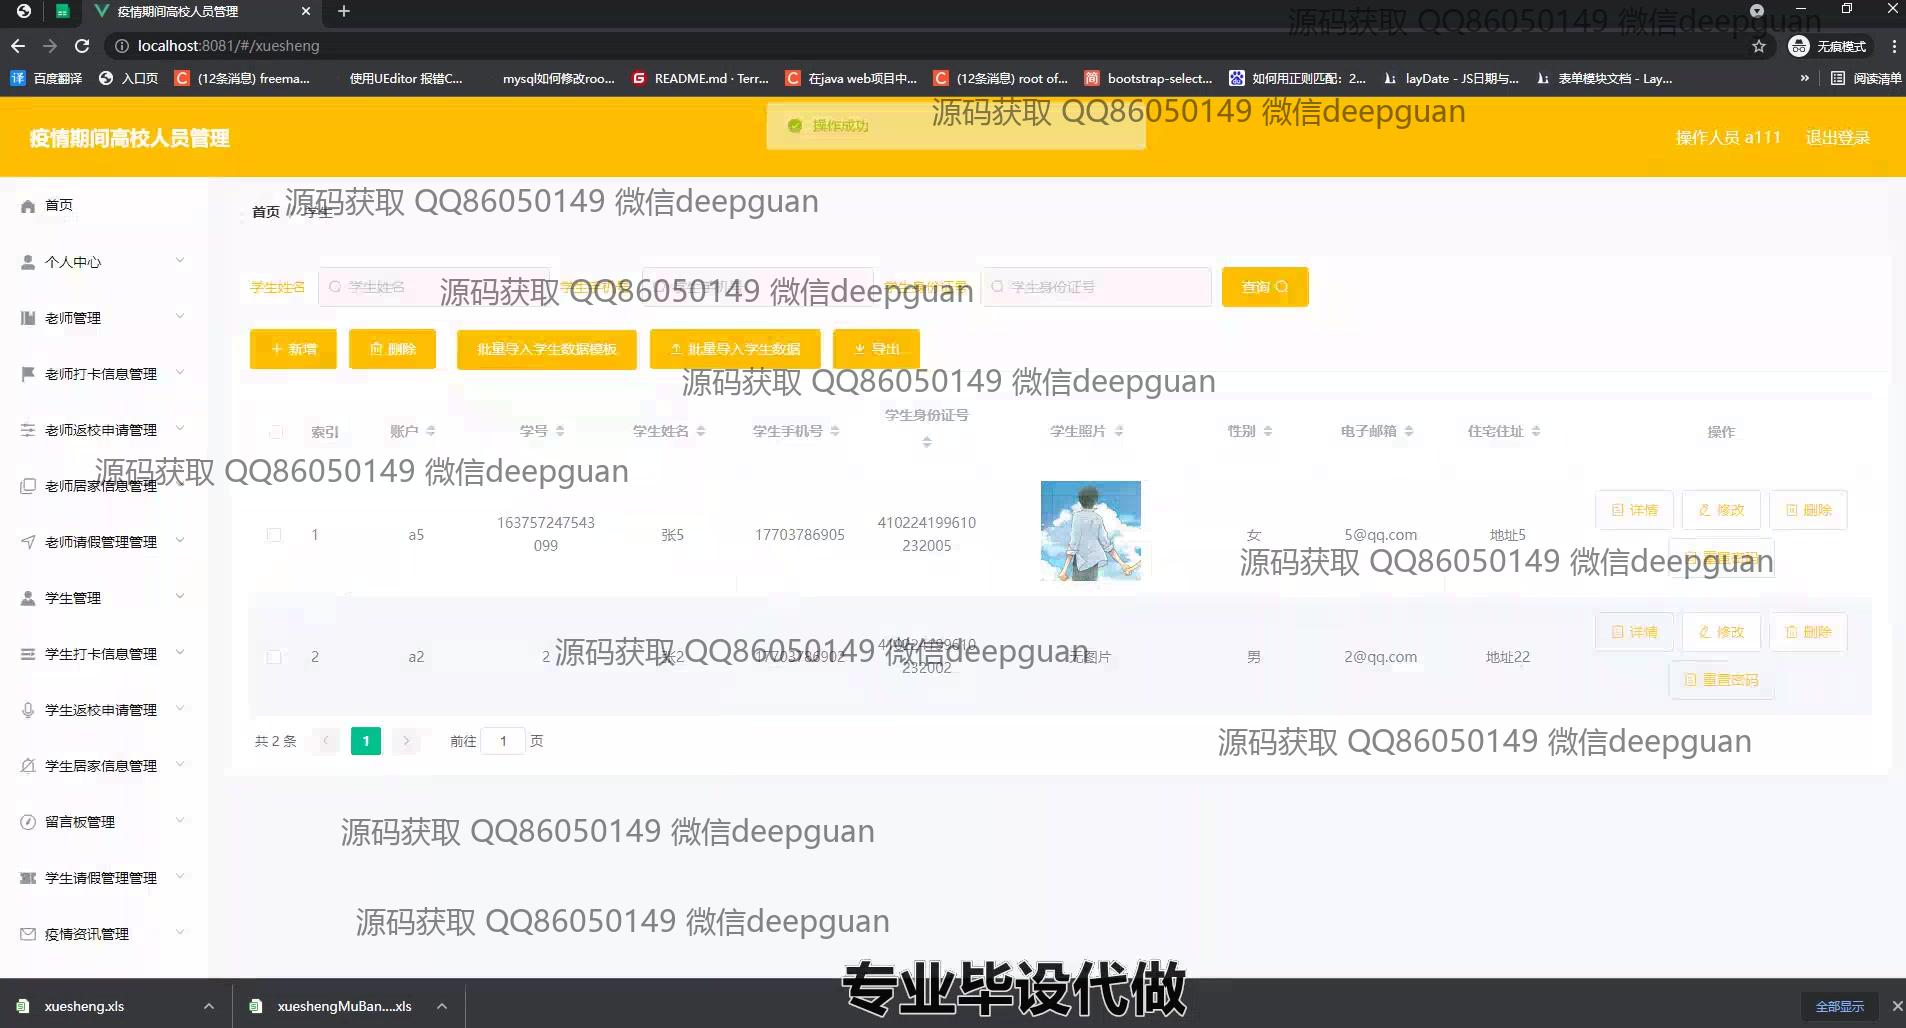 疫情期间高校人员管理
源码获取 QQ86050149 微信deepguan
localhost:8081/#/xuesheng
无痕模式
百度翻译
入口页
(12条消息) freema...
使用UEditor 报错C...
mysql如何修改roo...
README.md · Terr...
在java web项目中...
(12条消息) root of...
bootstrap-select...
如何用正则匹配：2...
layDate - JS日期与...
表单模块文档 - Lay...
»
阅读清单
疫情期间高校人员管理
操作成功
源码获取 QQ86050149 微信deepguan
操作人员 a111
退出登录
首页
个人中心
老师管理
老师打卡信息管理
老师返校申请管理
老师居家信息管理
老师请假管理管理
学生管理
学生打卡信息管理
学生返校申请管理
学生居家信息管理
留言板管理
学生请假管理管理
疫情资讯管理
首页
学生
源码获取 QQ86050149 微信deepguan
学生姓名
学生姓名
学生手机号
源码获取 QQ86050149 微信deepguan
学生身份证号
学生身份证号
查询
+ 新增
删除
批量导入学生数据模板
批量导入学生数据
导出
源码获取 QQ86050149 微信deepguan
索引 账户 学号 学生姓名 学生手机号 学生身份证号 学生照片 性别 电子邮箱 住宅住址 操作
源码获取 QQ86050149 微信deepguan
1 a5 163757247543099 张5 17703786905 410224199610232005 女 5@qq.com 地址5
详情 修改 删除
重置密码
源码获取 QQ86050149 微信deepguan
2 a2 2 张2 17703786902 410224199610232002 无图片 男 2@qq.com 地址22
详情 修改 删除
重置密码
源码获取 QQ86050149 微信deepguan
共 2 条
1
前往 1 页
源码获取 QQ86050149 微信deepguan
源码获取 QQ86050149 微信deepguan
源码获取 QQ86050149 微信deepguan
专业毕设代做
xuesheng.xls
xueshengMuBan....xls
全部显示